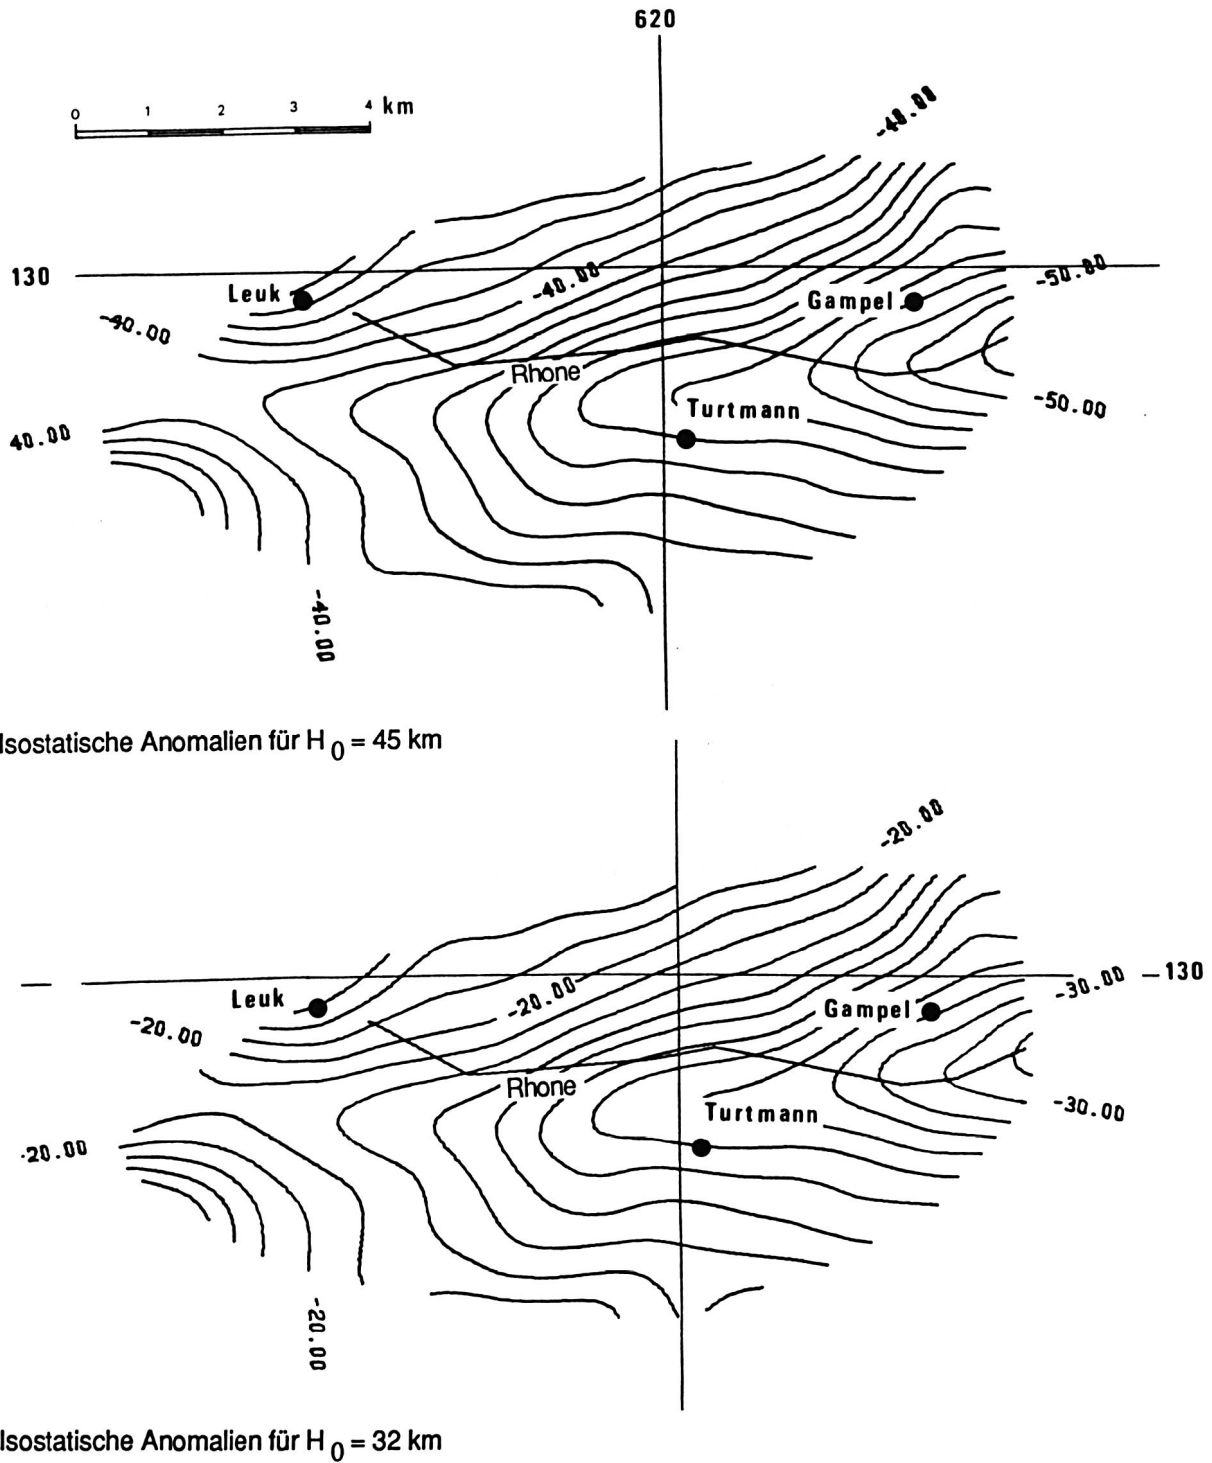 620
0 1 2 3 4 km
-40.00
130
Leuk
-40.00
-50.00
Gampel
-40.00
Rhone
-50.00
Turtmann
40.00
-40.00
Isostatische Anomalien für H 0 = 45 km
-20.00
-130
Leuk
-20.00
-30.00
Gampel
-20.00
Rhone
-30.00
Turtmann
-20.00
-20.00
Isostatische Anomalien für H 0 = 32 km